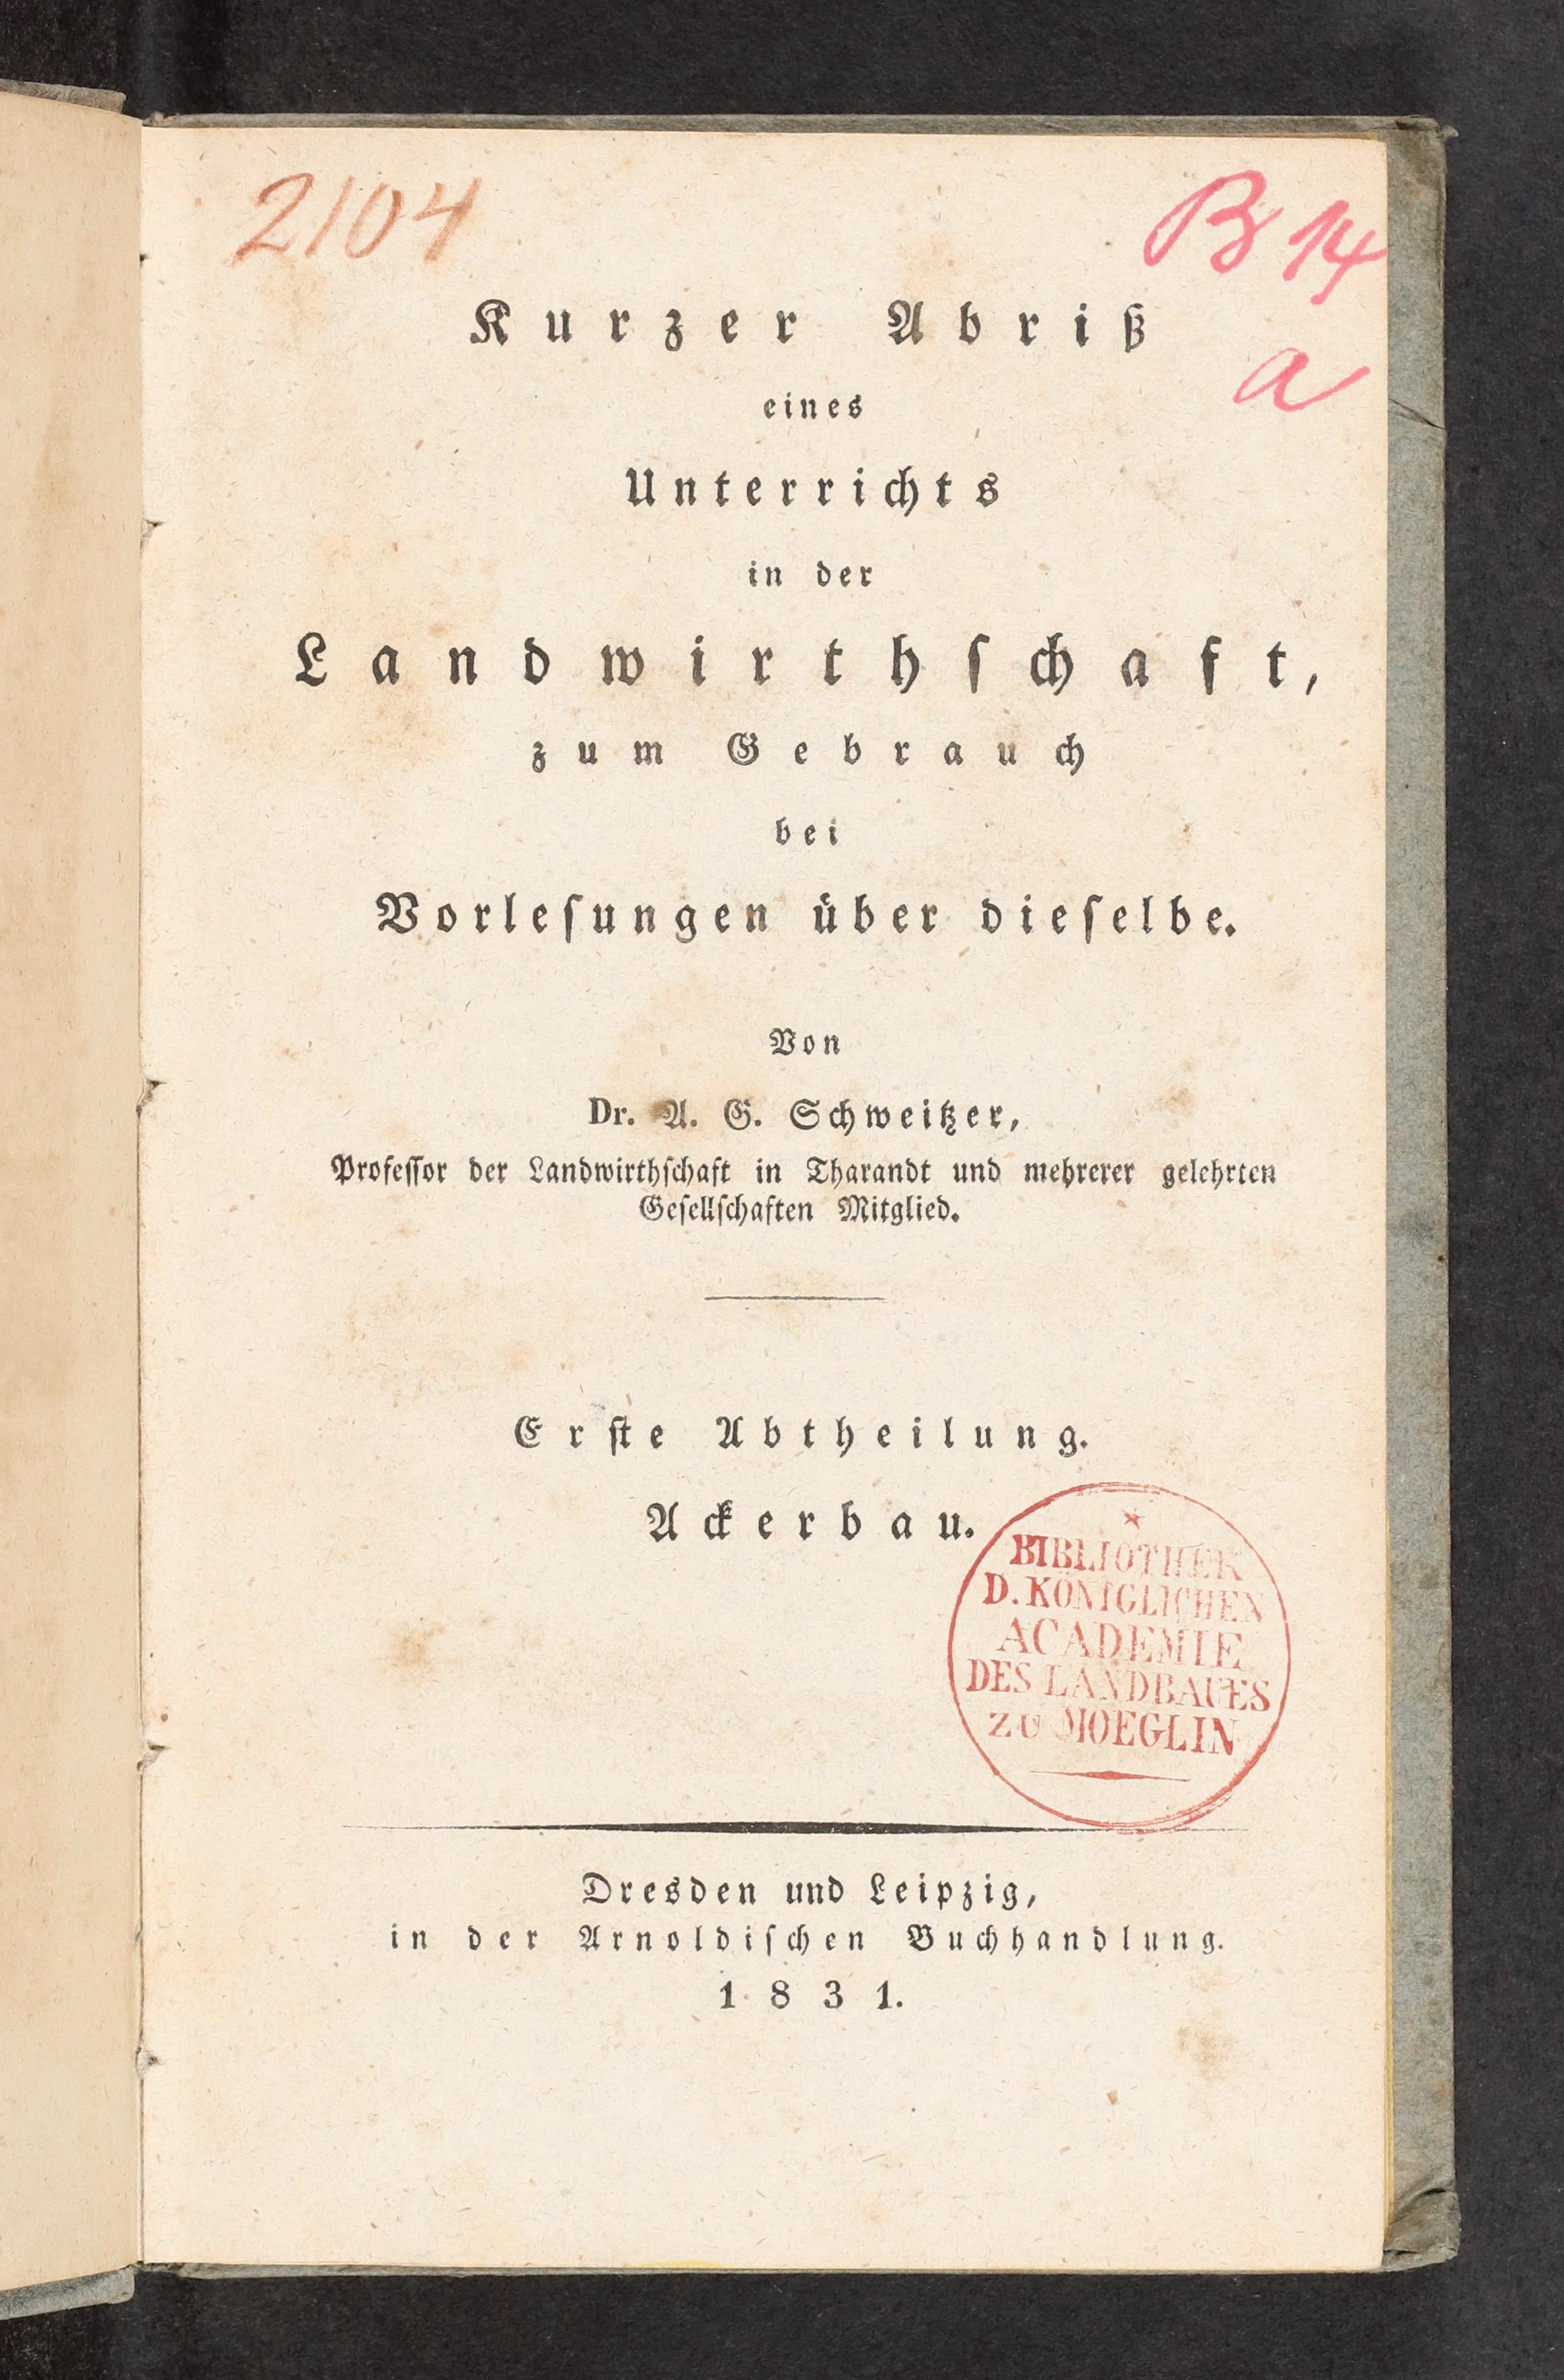 2104
B 14
a
Kurzer Abriß
eines
Unterrichts
in der
Landwirthſchaft,
zum Gebrauch
bei
Vorleſungen über dieſelbe.
Von
Dr. A. G. Schweitzer,
Profeſſor der Landwirthſchaft in Tharandt und mehrerer gelehrten
Geſellſchaften Mitglied.
Erſte Abtheilung.
Ackerbau.
BIBLIOTHEK
D. KÖNIGLICHEN
ACADEMIE
DES LANDBAUES
ZU MOEGLIN
Dresden und Leipzig,
in der Arnoldiſchen Buchhandlung.
1831.